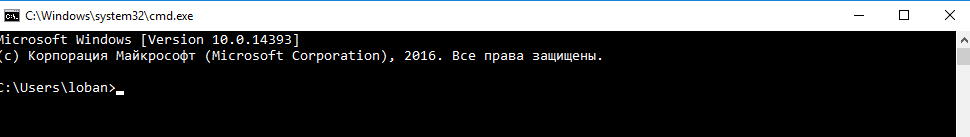 C:\Windows\system32\cmd.exe
Microsoft Windows [Version 10.0.14393]
(c) Корпорация Майкрософт (Microsoft Corporation), 2016. Все права защищены.
C:\Users\loban>